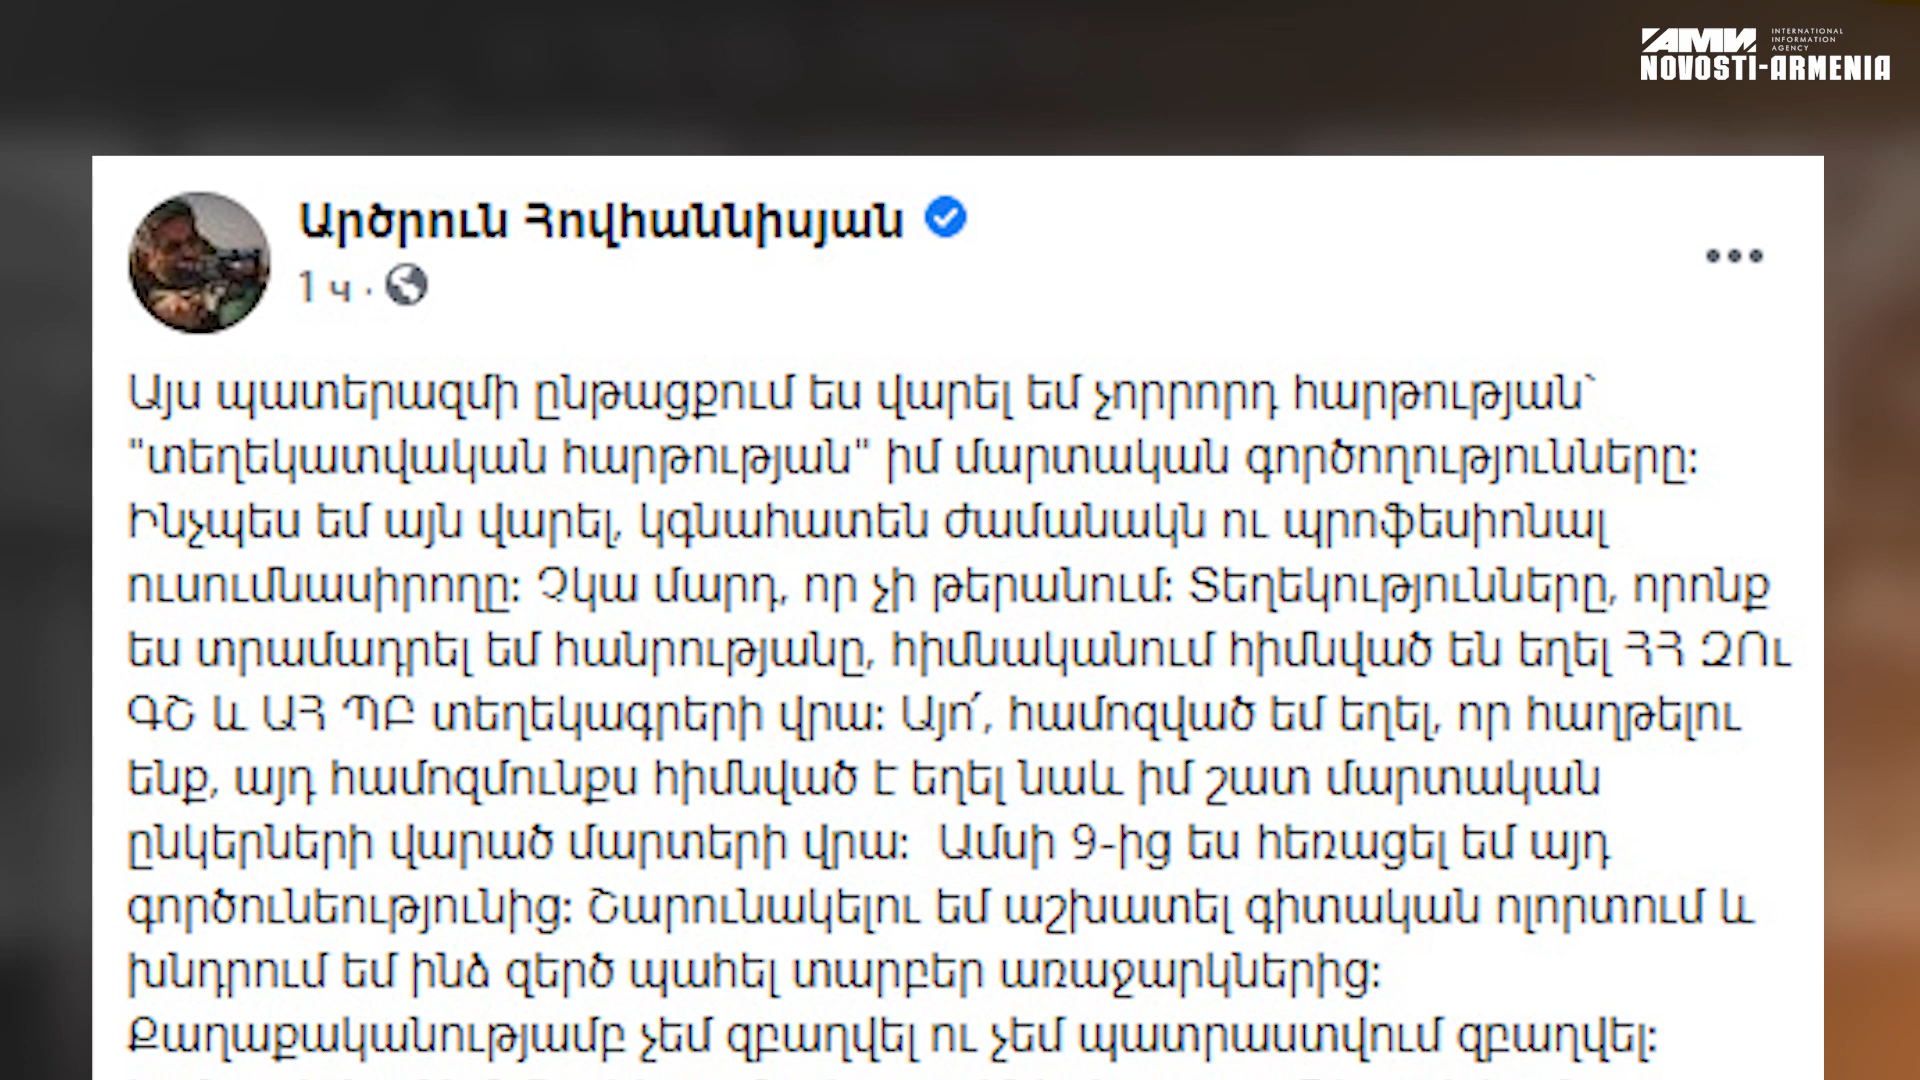 АМИ
INTERNATIONAL
INFORMATION
AGENCY
NOVOSTI-ARMENIA
Արծրուն Հովհաննիսյան
1 ч ·
Այս պատերազմի ընթացքում ես վարել եմ չորրորդ հարթության՝
"տեղեկատվական հարթության" իմ մարտական գործողությունները:
Ինչպես եմ այն վարել, կգնահատեն ժամանակն ու պրոֆեսիոնալ
ուսումնասիրողը: Չկա մարդ, որ չի թերանում: Տեղեկությունները, որոնք
ես տրամադրել եմ հանրությանը, հիմնականում հիմնված են եղել ՀՀ ԶՈւ
ԳՇ և ԱՀ ՊԲ տեղեկագրերի վրա: Այո՛, համոզված եմ եղել, որ հաղթելու
ենք, այդ համոզմունքս հիմնված է եղել նաև իմ շատ մարտական
ընկերների վարած մարտերի վրա:  Ամսի 9-ից ես հեռացել եմ այդ
գործունեությունից: Շարունակելու եմ աշխատել գիտական ոլորտում և
խնդրում եմ ինձ զերծ պահել տարբեր առաջարկներից:
Քաղաքականությամբ չեմ զբաղվել ու չեմ պատրաստվում զբաղվել: